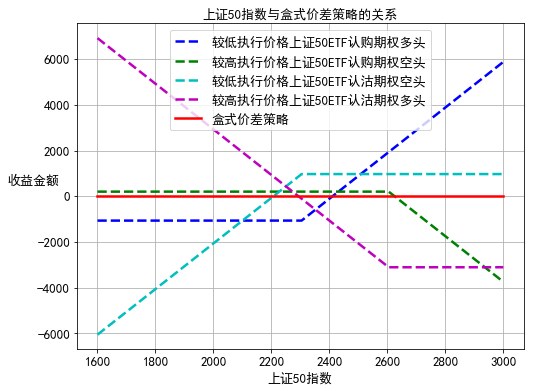 上证50指数与盒式价差策略的关系
较低执行价格上证50ETF认购期权多头
较高执行价格上证50ETF认购期权空头
较低执行价格上证50ETF认沽期权空头
较高执行价格上证50ETF认沽期权多头
盒式价差策略
收益金额
6000
4000
2000
0
−2000
−4000
−6000
1600 1800 2000 2200 2400 2600 2800 3000
上证50指数